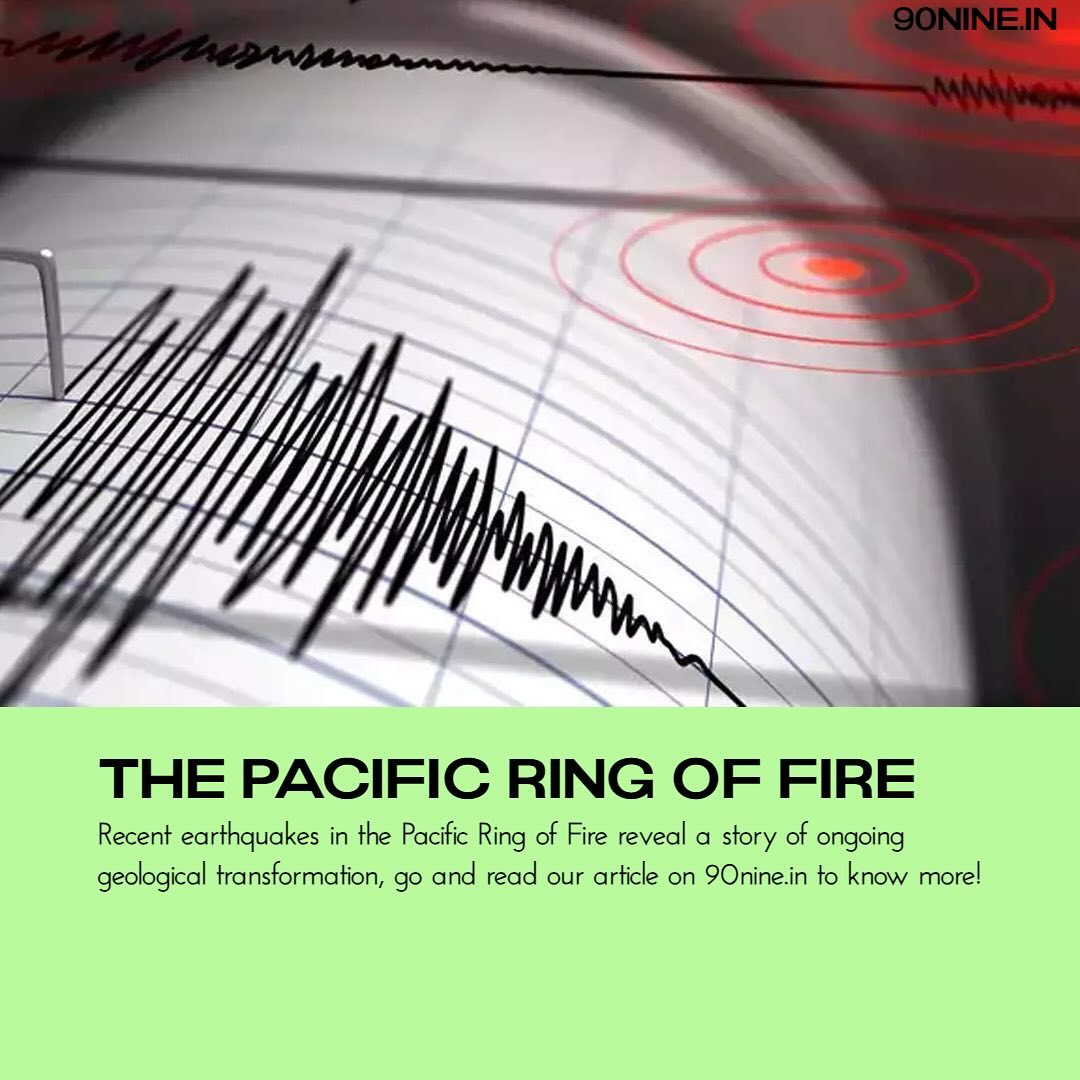 90NINE.IN
THE PACIFIC RING OF FIRE
Recent earthquakes in the Pacific Ring of Fire reveal a story of ongoing
geological transformation, go and read our article on 90nine.in to know more!